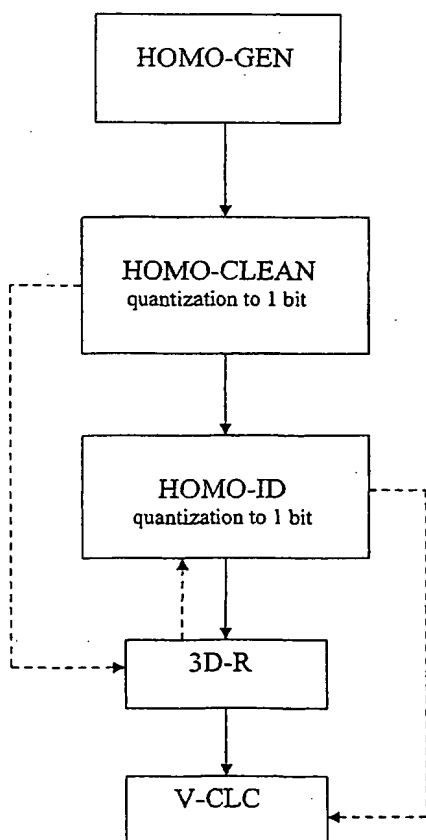 HOMO-GEN
HOMO-CLEAN
quantization to 1 bit
HOMO-ID
quantization to 1 bit
3D-R
V-CLC